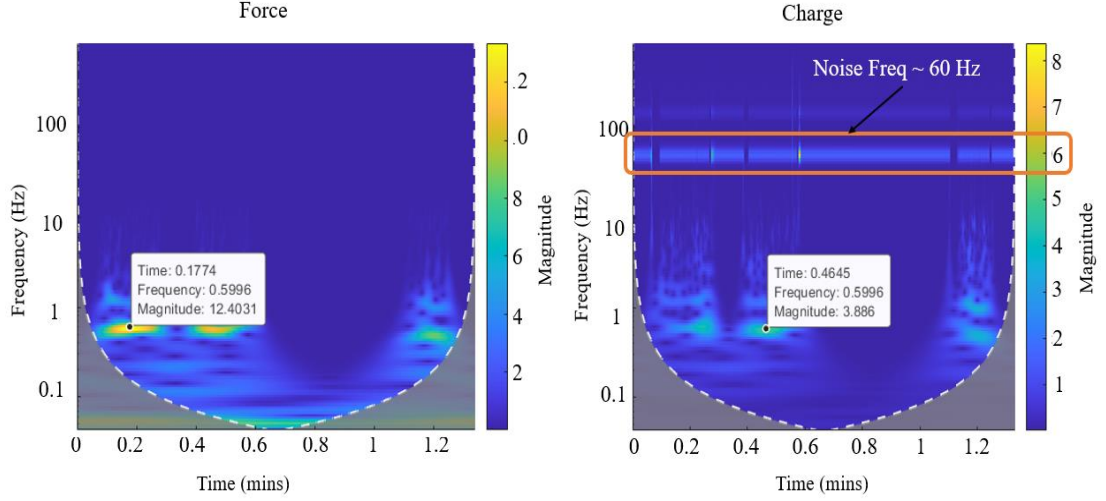 Force
Charge
100
10
1
0.1
Frequency (Hz)
Time: 0.1774
Frequency: 0.5996
Magnitude: 12.4031
0
0.2
0.4
0.6
0.8
1
1.2
Time (mins)
.2
.0
8
6
4
2
Magnitude
Noise Freq ~ 60 Hz
100
10
1
0.1
Frequency (Hz)
Time: 0.4645
Frequency: 0.5996
Magnitude: 3.886
0
0.2
0.4
0.6
0.8
1
1.2
Time (mins)
8
7
6
5
4
3
2
1
Magnitude